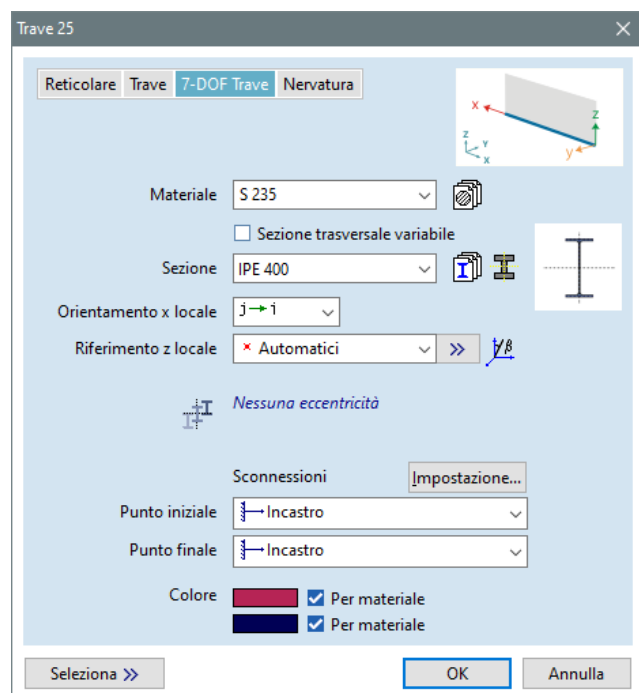 Trave 25
Reticolare Trave 7-DOF Trave Nervatura
x
z
y
z
Y
X
Materiale S 235
Sezione trasversale variabile
Sezione IPE 400
Orientamento x locale j i
Riferimento z locale Automatici
β
Nessuna eccentricità
Sconnessioni Impostazione...
Punto iniziale Incastro
Punto finale Incastro
Colore Per materiale
Per materiale
Seleziona >> OK Annulla